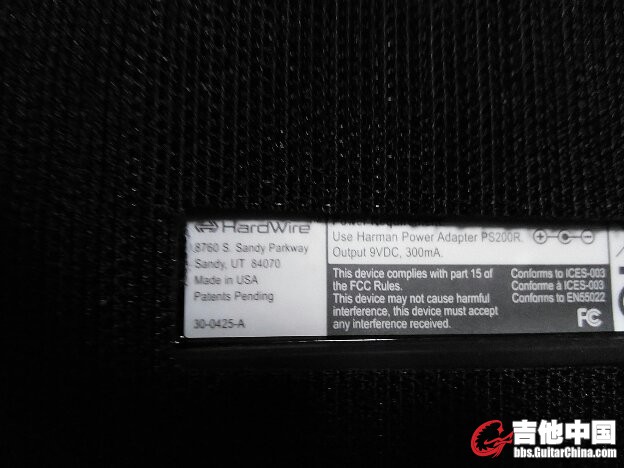 HardWire
8760 S. Sandy Parkway
Sandy, UT 84070
Made in USA
Patents Pending
30-0425-A
Use Harman Power Adapter PS200R.
Output 9VDC, 300mA.
This device complies with part 15 of
the FCC Rules.
This device may not cause harmful
interference, this device must accept
any interference received.
Conforms to ICES-003
Conforme à ICES-003
Conforms to EN55022
FC
吉他中国
bbs.GuitarChina.com